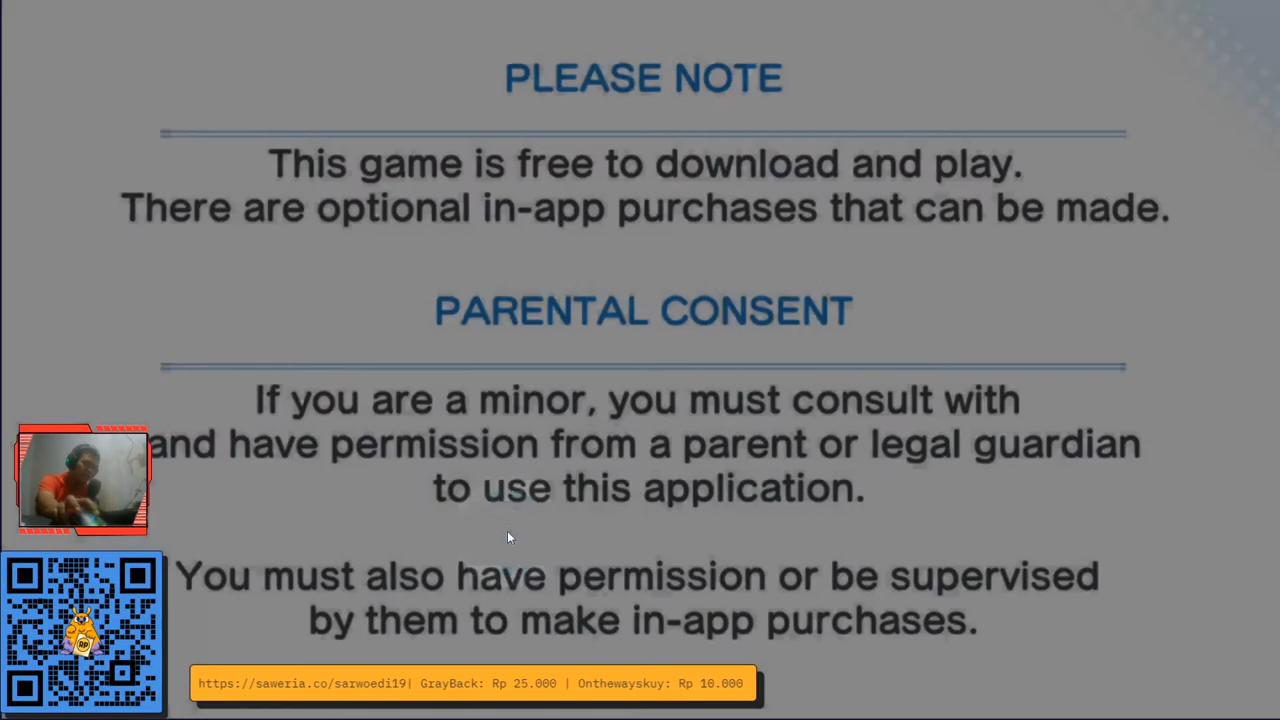 PLEASE NOTE
This game is free to download and play.
There are optional in-app purchases that can be made.
PARENTAL CONSENT
If you are a minor, you must consult with
and have permission from a parent or legal guardian
to use this application.
You must also have permission or be supervised
by them to make in-app purchases.
RP
https://saweria.co/sarwoedi19| GrayBack: Rp 25.000 | Onthewayskuy: Rp 10.000